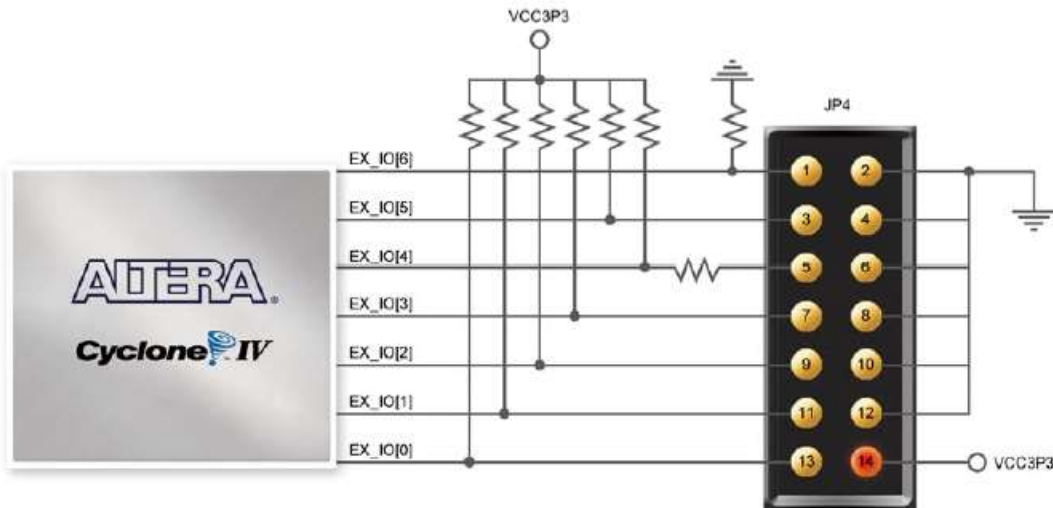 VCC3P3
JP4
EX_IO[6]
1 2
EX_IO[5]
3 4
EX_IO[4]
5 6
EX_IO[3]
7 8
EX_IO[2]
9 10
EX_IO[1]
11 12
EX_IO[0]
13 14
VCC3P3
ALTERA®
Cyclone IV